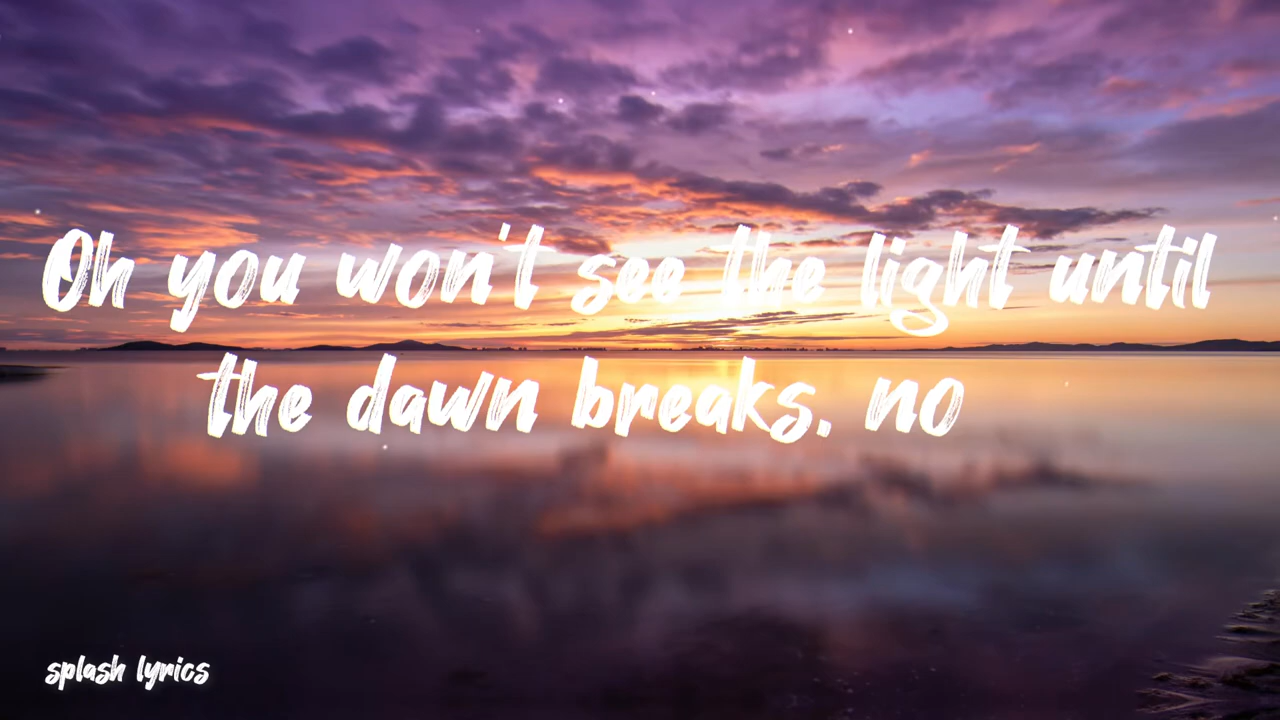 Oh you won't see the light until
the dawn breaks, no
splash lyrics